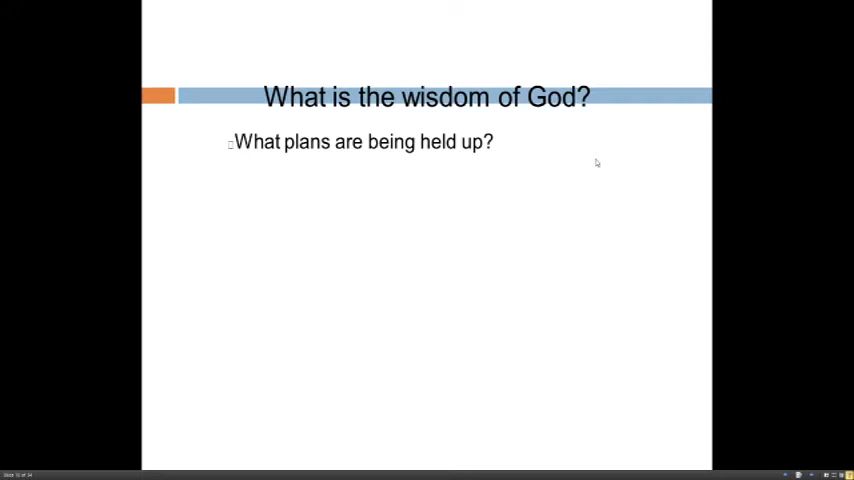 What is the wisdom of God?
What plans are being held up?